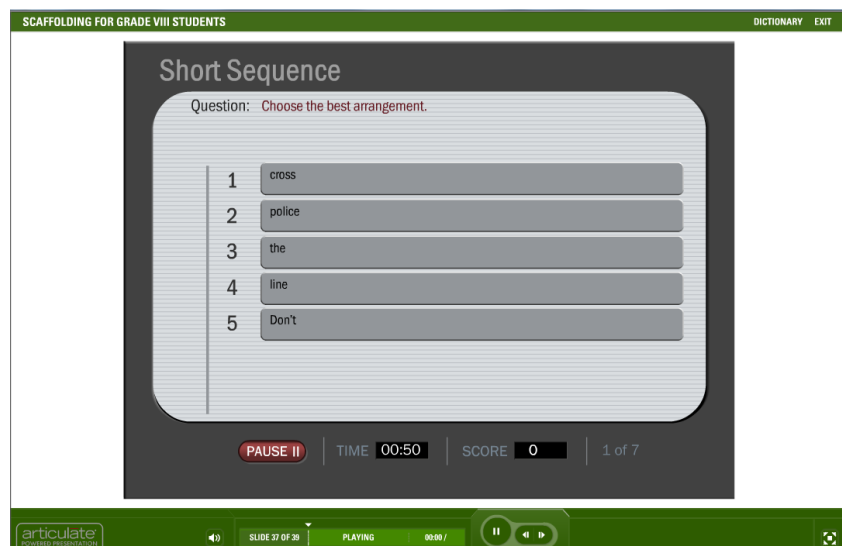 SCAFFOLDING FOR GRADE VIII STUDENTS DICTIONARY EXIT
Short Sequence
Question: Choose the best arrangement.
1 cross
2 police
3 the
4 line
5 Don't
PAUSE II TIME 00:50 SCORE 0 1 of 7
articulate
POWERED PRESENTATION
SLIDE 37 OF 39 PLAYING 00:00 /